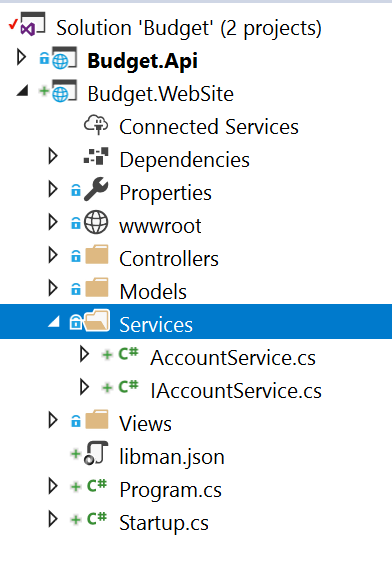 Solution 'Budget' (2 projects)
Budget.Api
Budget.WebSite
Connected Services
Dependencies
Properties
wwwroot
Controllers
Models
Services
C# AccountService.cs
C# IAccountService.cs
Views
libman.json
C# Program.cs
C# Startup.cs